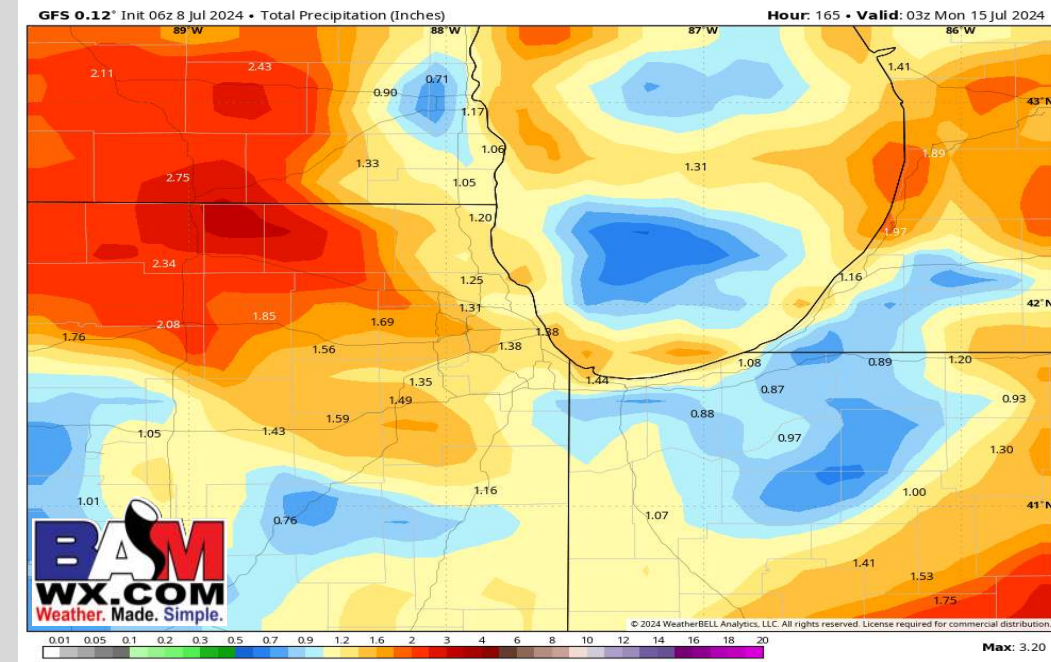 GFS 0.12° Init 06z 8 Jul 2024 • Total Precipitation (Inches)
Hour: 165 • Valid: 03z Mon 15 Jul 2024
89°W 88°W 87°W 86°W
2.11 2.43 0.71 0.90 1.41
43°N
1.17
1.06
1.33 1.31 1.89
2.75 1.05
1.20
1.97
2.34
1.25 1.16
42°N
1.31
2.08 1.85 1.69 1.38
1.76 1.56 1.38
1.08 0.89 1.20
1.44
1.35 0.87
1.49 0.93
1.59 0.88
1.05 1.43 0.97
1.30
1.01 1.16 1.00
41°N
0.76 1.07
1.41
1.53
1.75
BAM
WX.COM
Weather. Made. Simple.
© 2024 WeatherBELL Analytics, LLC. All rights reserved. License required for commercial distribution.
0.01 0.05 0.1 0.2 0.3 0.5 0.7 0.9 1.2 1.6 2 3 4 6 8 10 12 14 16 18 20
Max: 3.20